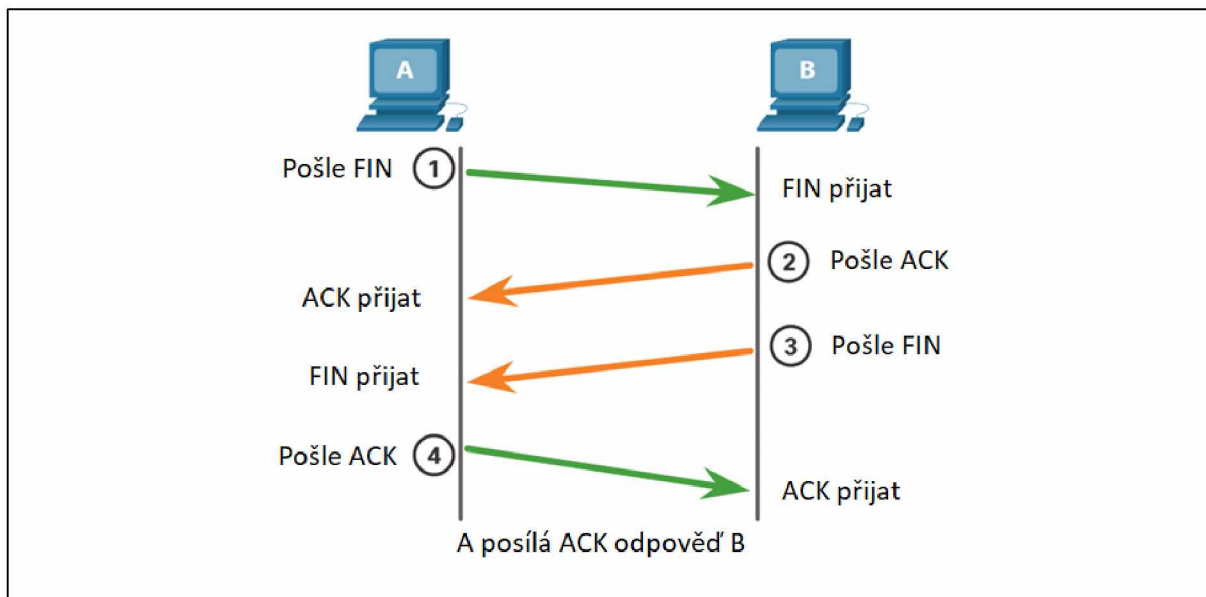 A
B
Pošle FIN 1
FIN přijat
2 Pošle ACK
ACK přijat
3 Pošle FIN
FIN přijat
Pošle ACK 4
ACK přijat
A posílá ACK odpověď B